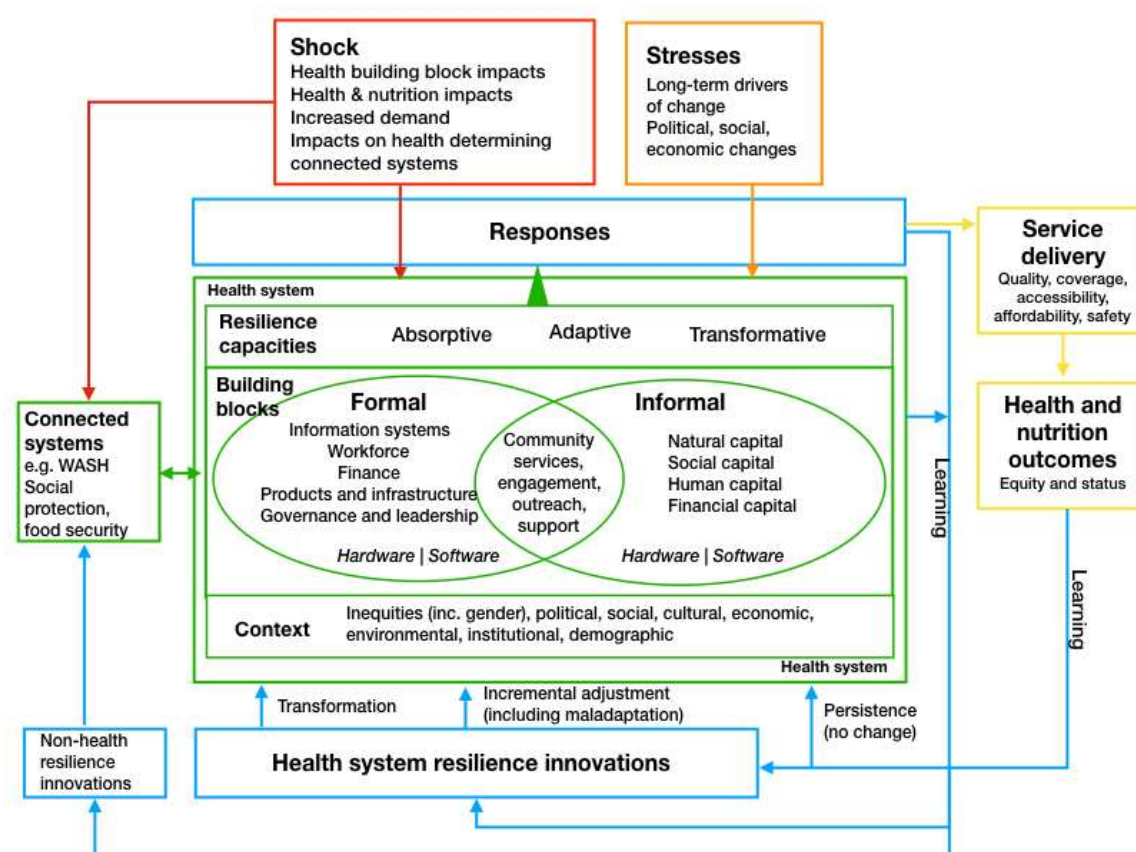 Shock
Health building block impacts
Health & nutrition impacts
Increased demand
Impacts on health determining
connected systems
Stresses
Long-term drivers
of change
Political, social,
economic changes
Responses
Service
delivery
Quality, coverage,
accessibility,
affordability, safety
Health system
Resilience
capacities
Absorptive
Adaptive
Transformative
Building
blocks
Formal
Information systems
Workforce
Finance
Products and infrastructure
Governance and leadership
Hardware | Software
Community
services,
engagement,
outreach,
support
Informal
Natural capital
Social capital
Human capital
Financial capital
Hardware | Software
Connected
systems
e.g. WASH
Social
protection,
food security
Health and
nutrition
outcomes
Equity and status
Learning
Learning
Context
Inequities (inc. gender), political, social, cultural, economic,
environmental, institutional, demographic
Health system
Transformation
Incremental adjustment
(including maladaptation)
Persistence
(no change)
Non-health
resilience
innovations
Health system resilience innovations